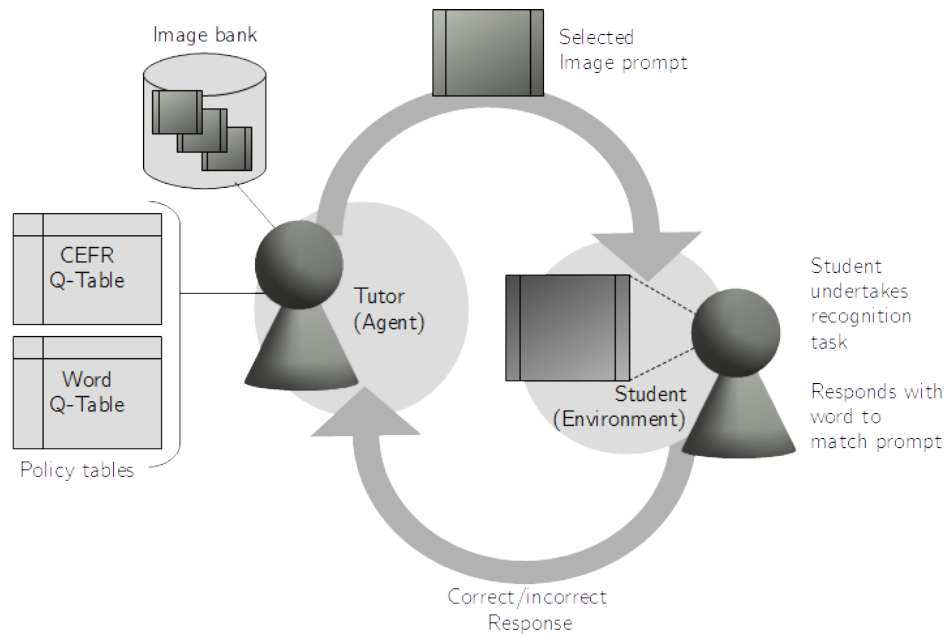 Image bank
Selected
Image prompt
CEFR
Q-Table
Word
Q-Table
Policy tables
Tutor
(Agent)
Student
(Environment)
Student
undertakes
recognition
task
Responds with
word to
match prompt
Correct/incorrect
Response